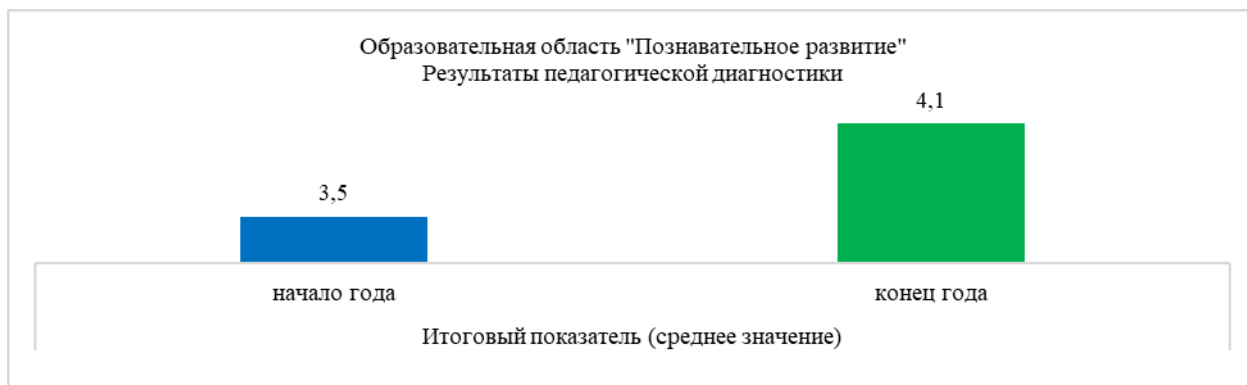 Образовательная область "Познавательное развитие"
Результаты педагогической диагностики
4,1
3,5
начало года
конец года
Итоговый показатель (среднее значение)